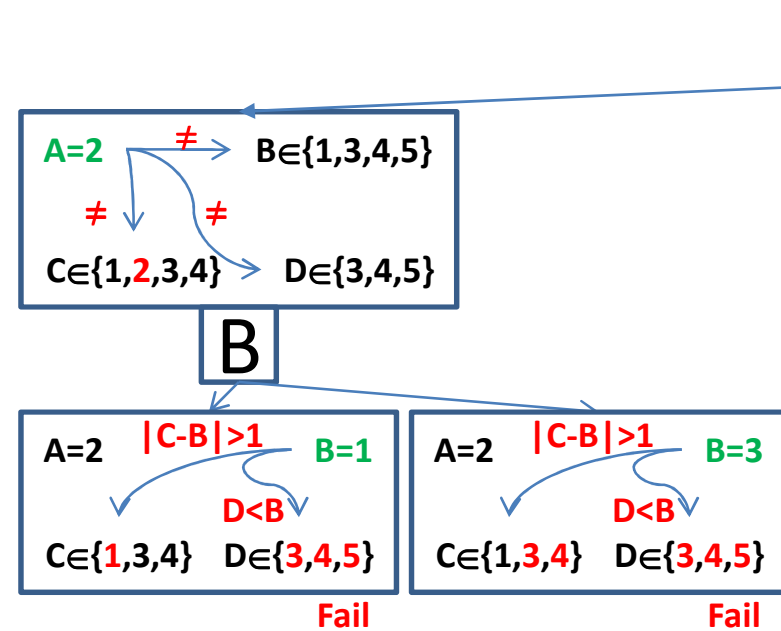 A=2 ≠ B∈{1,3,4,5}
≠ ≠
C∈{1,2,3,4} D∈{3,4,5}
B
A=2 |C-B|>1 B=1
D<B
C∈{1,3,4} D∈{3,4,5}
Fail
A=2 |C-B|>1 B=3
D<B
C∈{1,3,4} D∈{3,4,5}
Fail